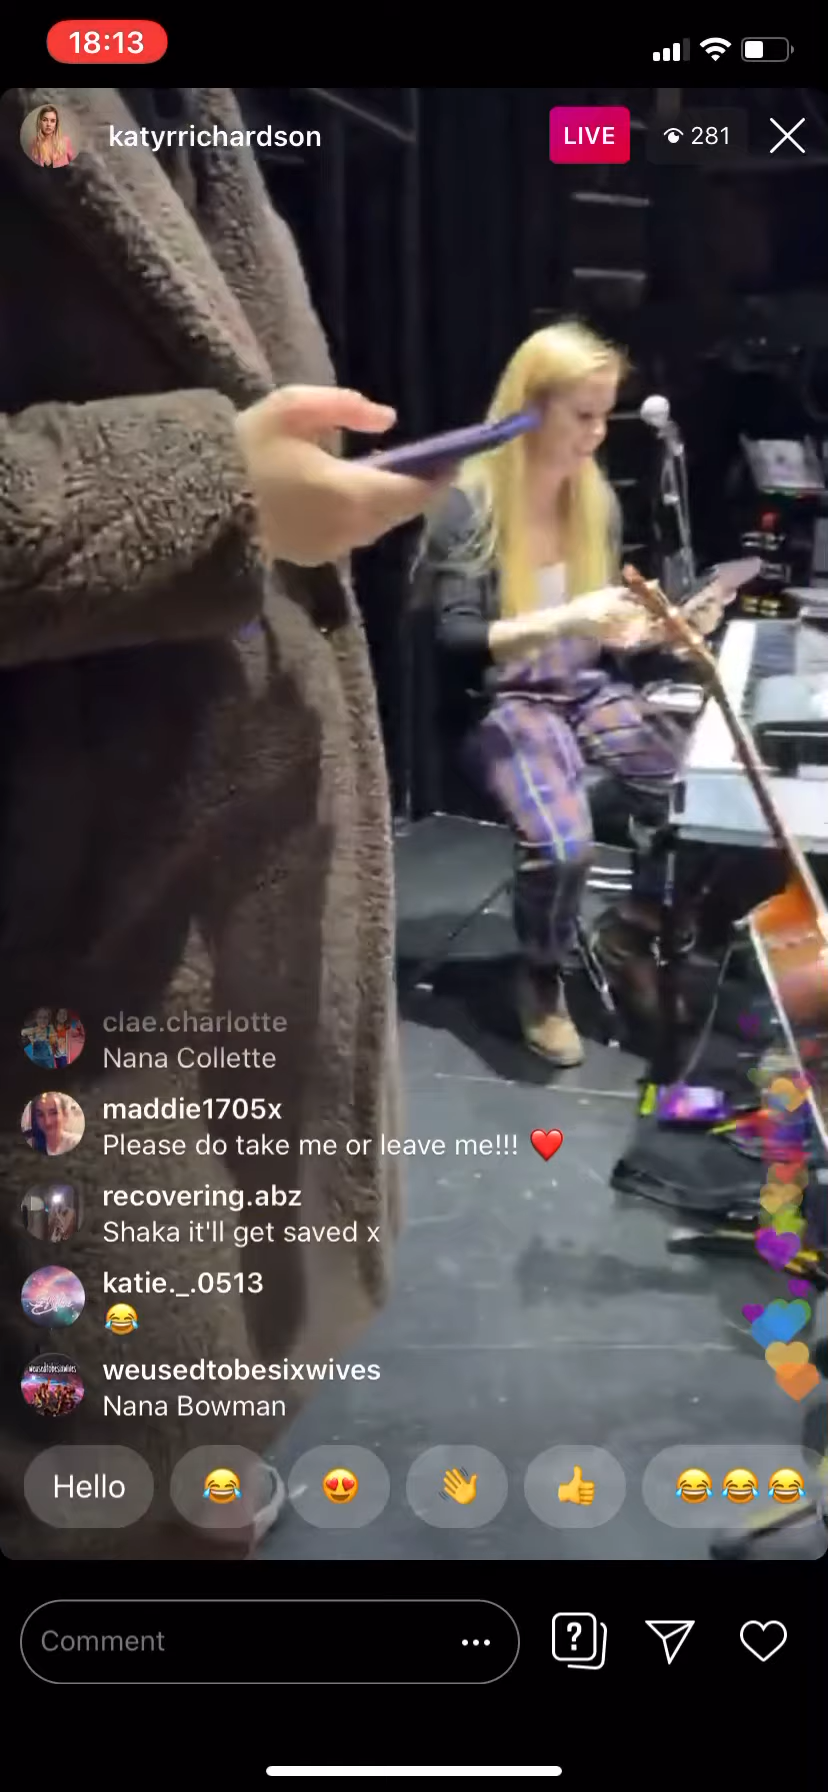 18:13
katyrrichardson LIVE 281
clae.charlotte
Nana Collette
maddie1705x
Please do take me or leave me!!! ❤️
recovering.abz
Shaka it'll get saved x
katie._.0513
😂
weusedtobesixwives
Nana Bowman
Hello 😂 😍 👋 👍 😂😂😂
Comment ...